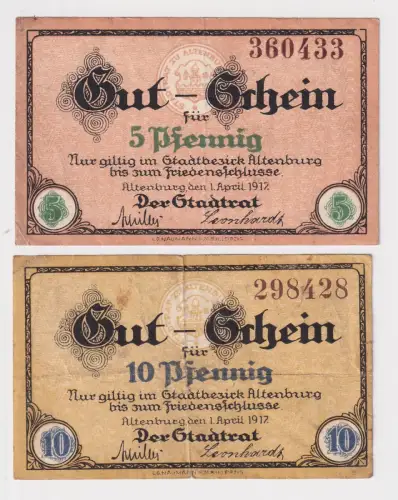 360433
Gut-Schein
für
5 Pfennig
Nur giltig im Stadtbezirk Altenburg
bis zum Friedensschlusse.
Altenburg den 1. April 1917.
Der Stadtrat
5
Leonhardt
5
298428
Gut-Schein
für
10 Pfennig
Nur giltig im Stadtbezirk Altenburg
bis zum Friedensschlusse.
Altenburg den 1. April 1917.
Der Stadtrat
10
Leonhardt
10